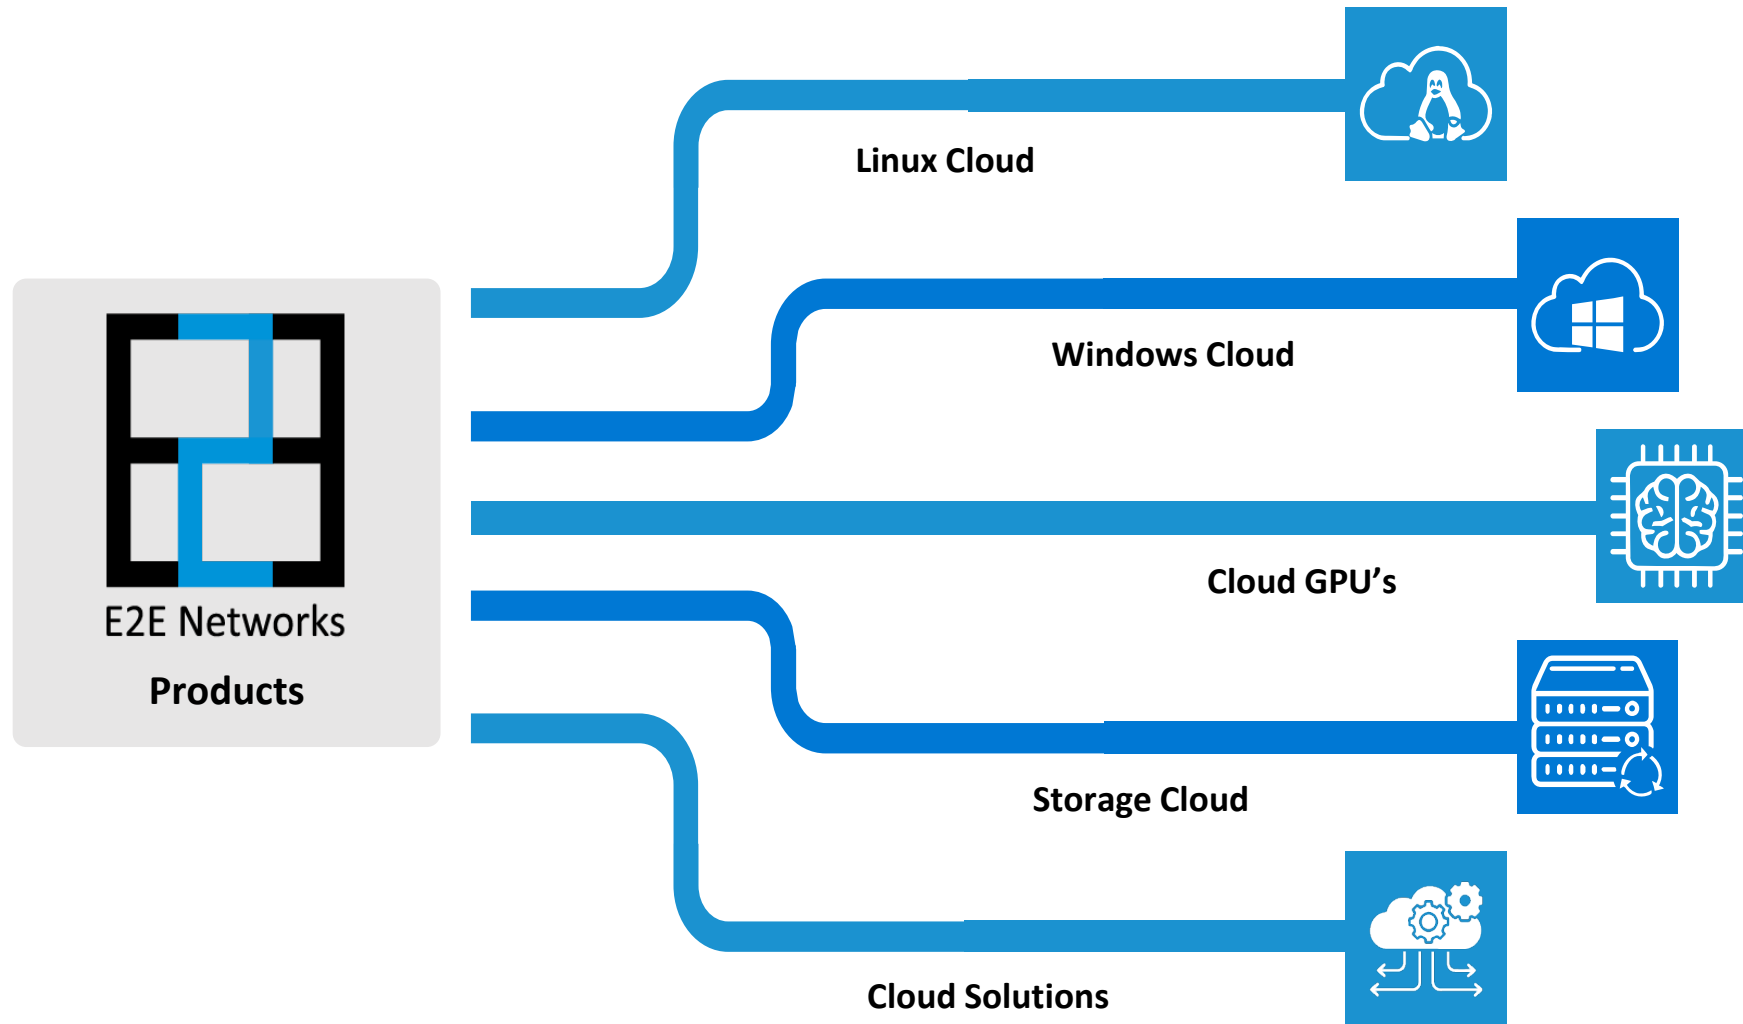 Linux Cloud
Windows Cloud
E2E Networks
Products
Cloud GPU’s
Storage Cloud
Cloud Solutions